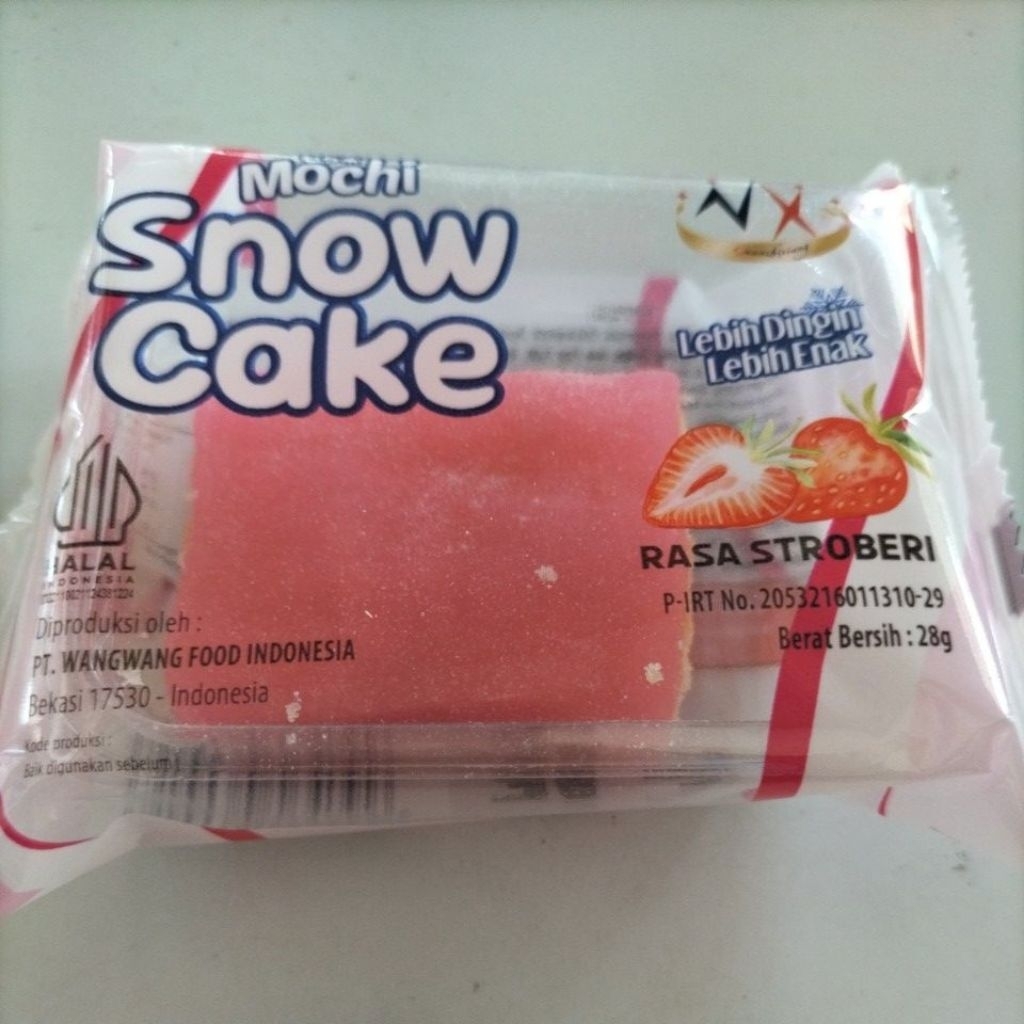 Mochi
Snow
Cake
NX
Lebih Dingin
Lebih Enak
HALAL
INDONESIA
RASA STROBERI
P-IRT No. 2053216011310-29
Berat Bersih : 28g
Diproduksi oleh :
PT. WANGWANG FOOD INDONESIA
Bekasi 17530 - Indonesia
Kode produksi :
Baik digunakan sebelum :